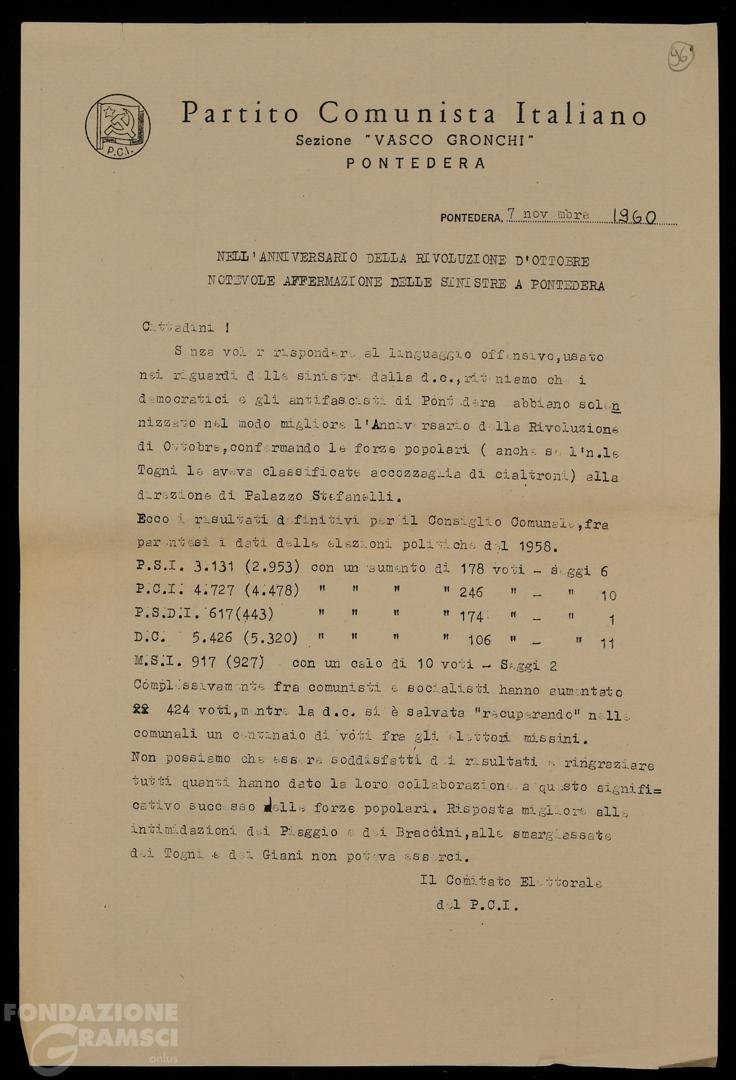 96
Partito Comunista Italiano
P.C.I.
Sezione "VASCO GRONCHI"
PONTEDERA
PONTEDERA, 7 novembre 1960
NELL'ANNIVERSARIO DELLA RIVOLUZIONE D'OTTOBRE
NOTEVOLE AFFERMAZIONE DELLE SINISTRE A PONTEDERA
Cittadini !
Senza voler rispondere al linguaggio offensivo,usato
nei riguardi delle sinistre dalla d.c.,riteniamo che i
democratici e gli antifascisti di Pontedera abbiano solen
nizzato nel modo migliore l'Anniversario della Rivoluzione
di Ottobre,confermando le forze popolari ( anche se l'n.le
Togni le aveva classificate accozzaglia di cialtroni) alla
direzione di Palazzo Stefanelli.
Ecco i risultati definitivi per il Consiglio Comunale,fra
parentesi i dati delle elezioni politiche del 1958.
P.S.I. 3.131 (2.953) con un aumento di 178 voti - seggi 6
P.C.I. 4.727 (4.478) " " " " 246 " - " 10
P.S.D.I. 617(443) " " " " 174 " - " 1
D.C. 5.426 (5.320) " " " " 106 " - " 11
M.S.I. 917 (927) con un calo di 10 voti - Seggi 2
Complessivamente fra comunisti e socialisti hanno aumentato
22 424 voti,mentre la d.c. si è salvata "recuperando" nelle
comunali un centinaio di vóti fra gli elettori missini.
Non possiamo che essere soddisfatti dei risultati e ringraziare
tutti quanti hanno dato la loro collaborazione a questo signifi=
cativo successo delle forze popolari. Risposta migliore alle
intimidazioni dei Piaggio e dei Braccini,alle smargiassate
dei Togni e dei Giani non poteva esserci.
Il Comitato Elettorale
del P.C.I.
FONDAZIONE
GRAMSCI
onlus